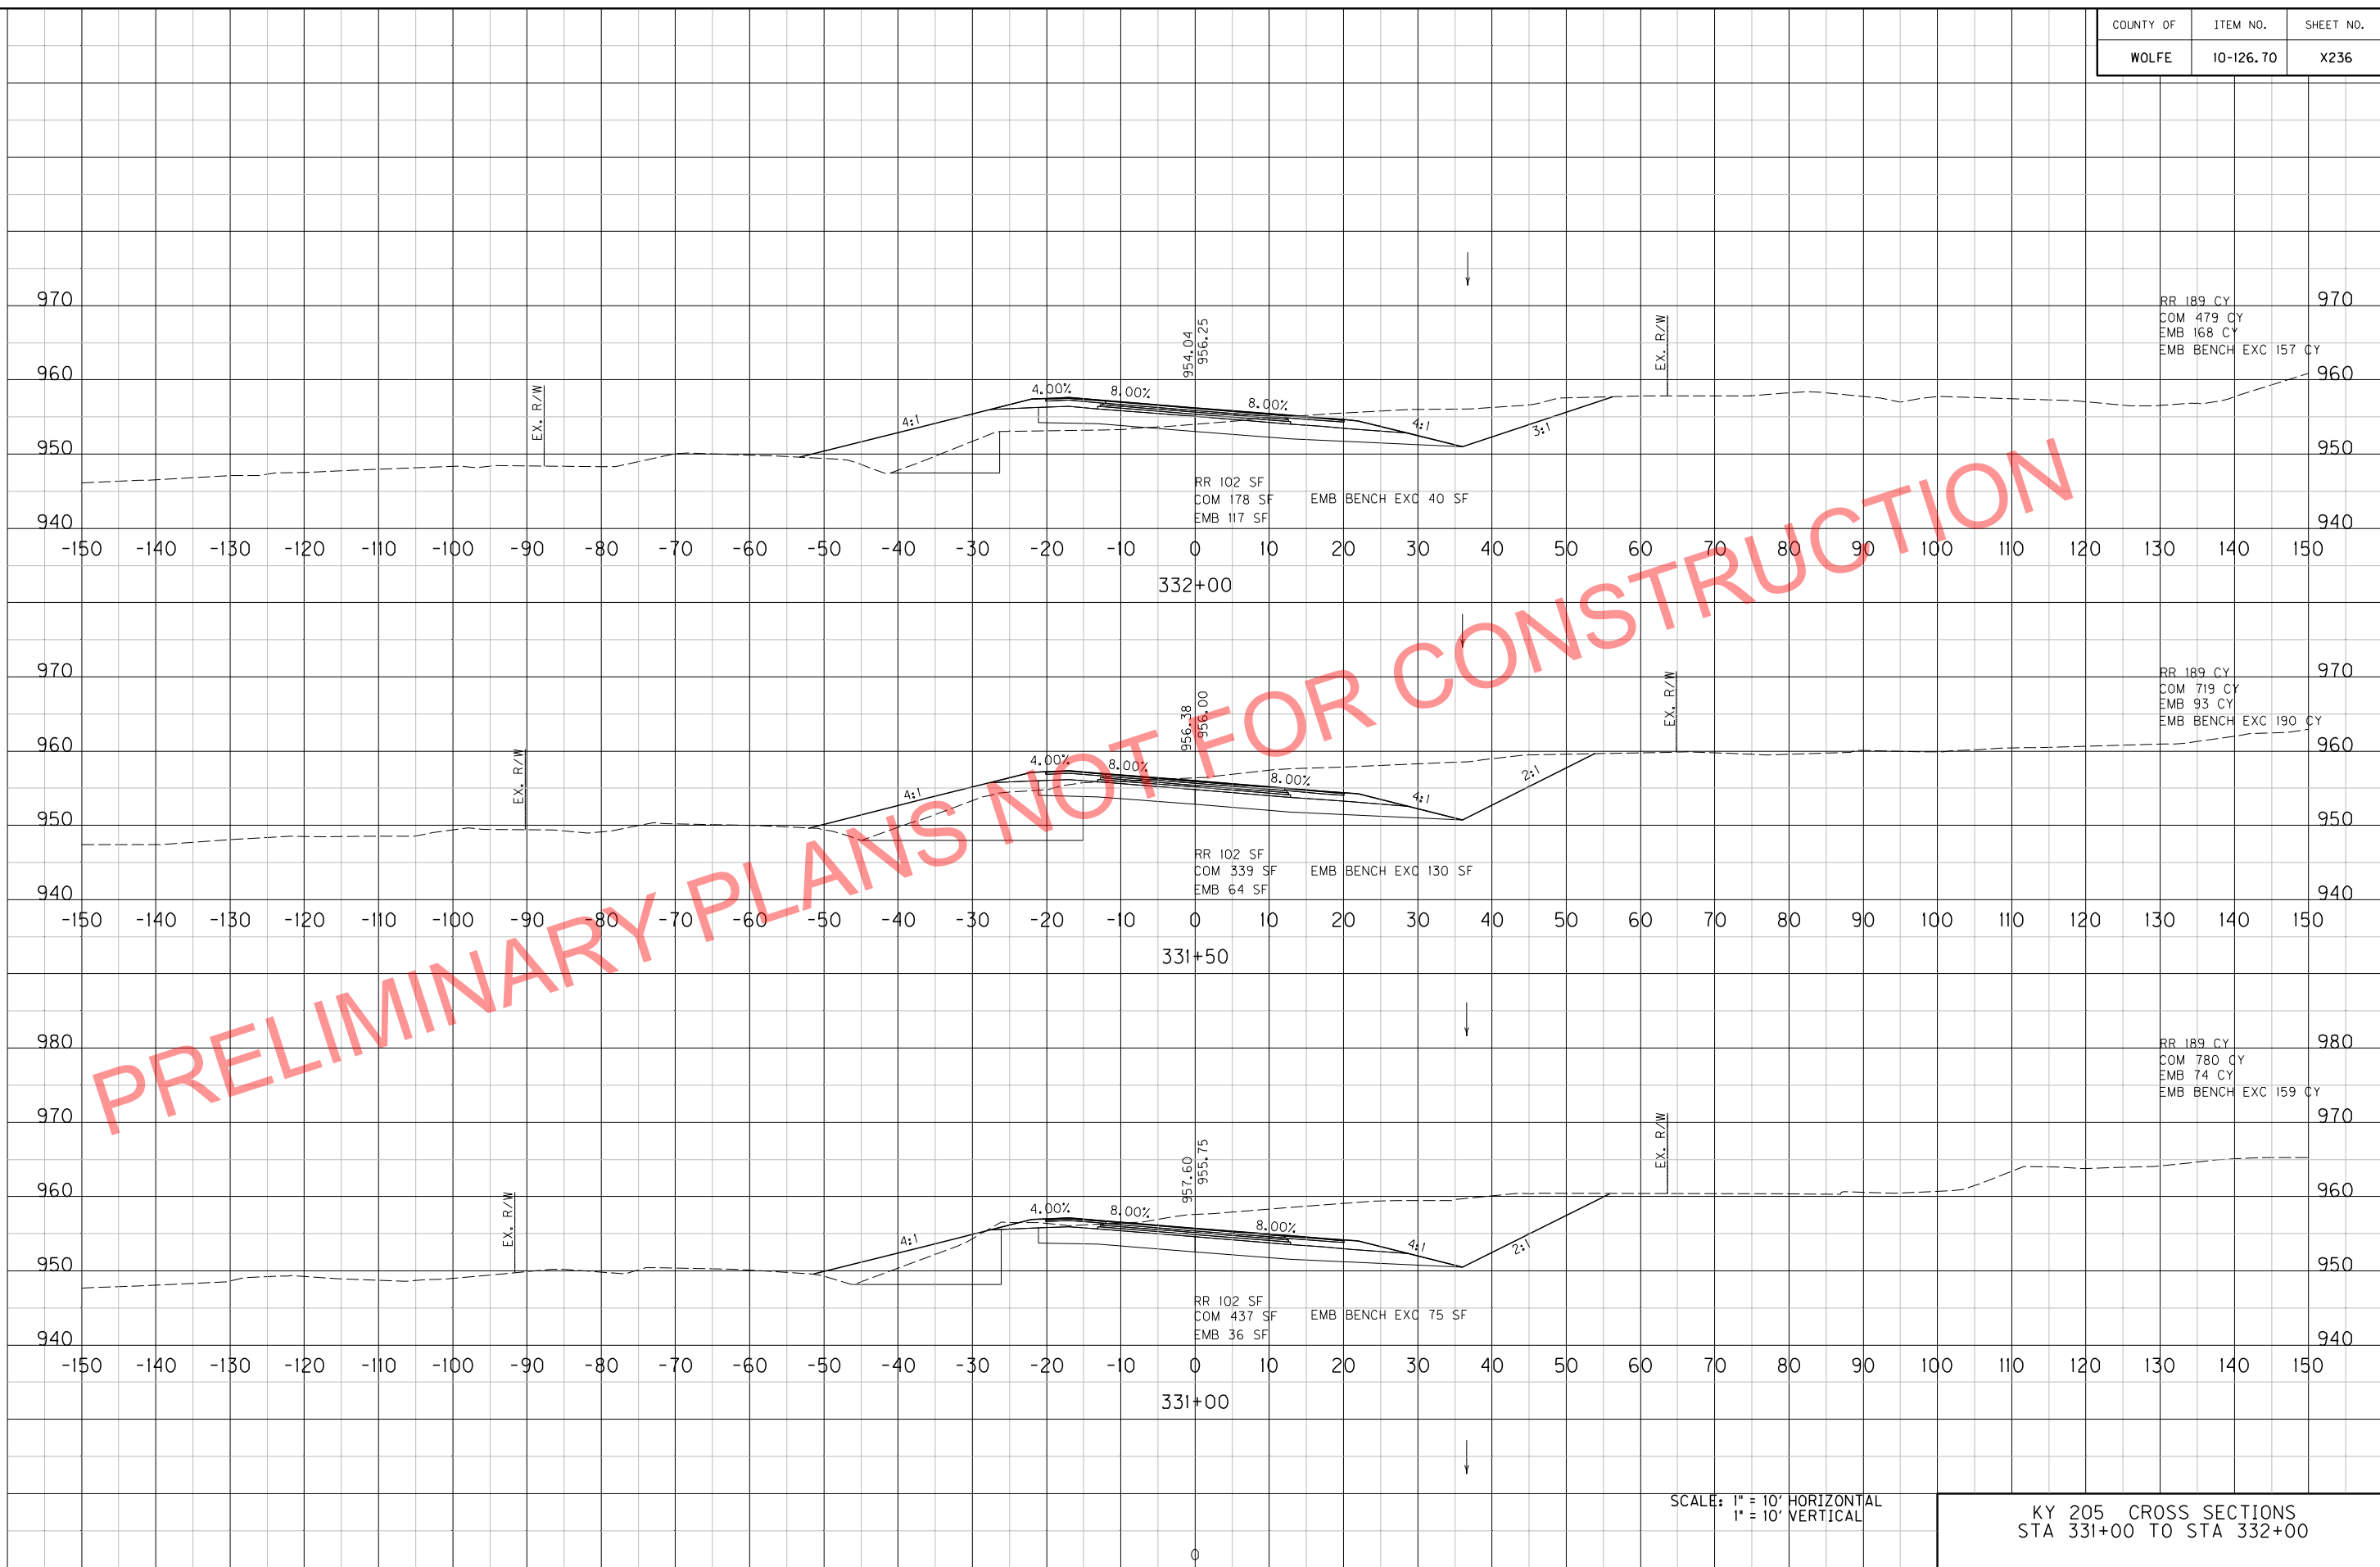 COUNTY OF ITEM NO. SHEET NO.
WOLFE 10-126.70 X236
970 970
RR 189 CY
COM 479 CY
EMB 168 CY
EMB BENCH EXC 157 CY
954.04
956.25
EX. R/W
960 960
EX. R/W
4.00% 8.00% 8.00%
4:1 4:1 3:1
950 950
RR 102 SF
COM 178 SF EMB BENCH EXC 40 SF
EMB 117 SF
940 940
-150 -140 -130 -120 -110 -100 -90 -80 -70 -60 -50 -40 -30 -20 -10 0 10 20 30 40 50 60 70 80 90 100 110 120 130 140 150
332+00
970 970
RR 189 CY
COM 719 CY
EMB 93 CY
EMB BENCH EXC 190 CY
956.38
956.00
EX. R/W
960 960
EX. R/W
4.00% 8.00% 8.00%
4:1 4:1 2:1
950 950
RR 102 SF
COM 339 SF EMB BENCH EXC 130 SF
EMB 64 SF
940 940
-150 -140 -130 -120 -110 -100 -90 -80 -70 -60 -50 -40 -30 -20 -10 0 10 20 30 40 50 60 70 80 90 100 110 120 130 140 150
331+50
PRELIMINARY PLANS NOT FOR CONSTRUCTION
980 980
RR 189 CY
COM 780 CY
EMB 74 CY
EMB BENCH EXC 159 CY
970 970
957.60
955.75
EX. R/W
960 960
EX. R/W
4.00% 8.00% 8.00%
4:1 4:1 2:1
950 950
RR 102 SF
COM 437 SF EMB BENCH EXC 75 SF
EMB 36 SF
940 940
-150 -140 -130 -120 -110 -100 -90 -80 -70 -60 -50 -40 -30 -20 -10 0 10 20 30 40 50 60 70 80 90 100 110 120 130 140 150
331+00
SCALE: 1" = 10' HORIZONTAL
1" = 10' VERTICAL
KY 205 CROSS SECTIONS
STA 331+00 TO STA 332+00
0